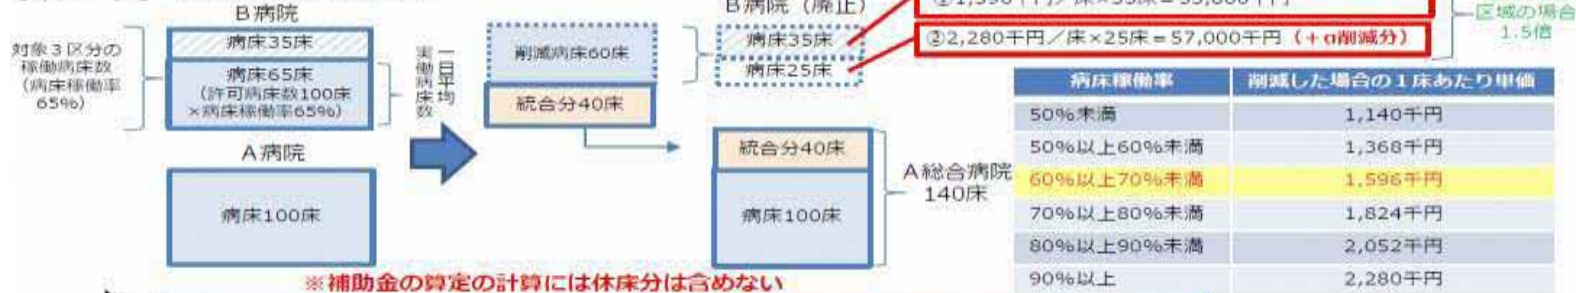 B病院
病床35床
病床65床
（許可病床数100床
×病床稼働率65%）
対象3区分の
稼働病床数
（病床稼働率
65%）
一日平均
実働病床数
A病院
病床100床
削減病床60床
統合分40床
B病院（廃止）
病床35床
病床25床
統合分40床
病床100床
A総合病院
140床
②2,280千円／床×25床＝57,000千円（+α削減分）
区域の場合
1.5倍
病床稼働率 削減した場合の1床あたり単価
50%未満 1,140千円
50%以上60%未満 1,368千円
60%以上70%未満 1,596千円
70%以上80%未満 1,824千円
80%以上90%未満 2,052千円
90%以上 2,280千円
※補助金の算定の計算には休床分は含めない